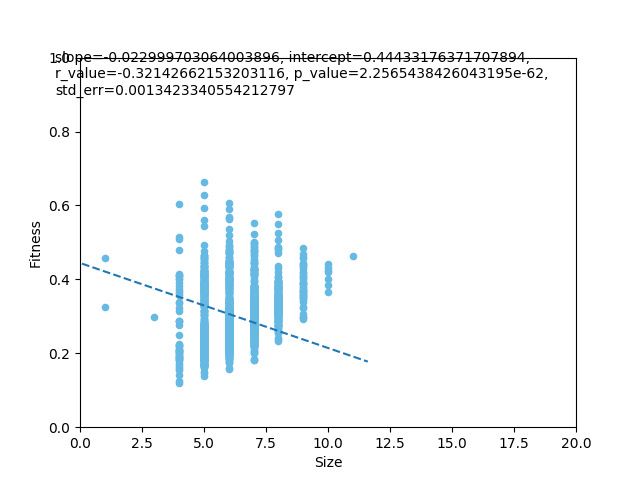 slope=-0.022999703064003896, intercept=0.44433176371707894,
r_value=-0.32142662153203116, p_value=2.2565438426043195e-62,
std_err=0.0013423340554212797
1.0
0.8
0.6
0.4
0.2
0.0
Fitness
0.0 2.5 5.0 7.5 10.0 12.5 15.0 17.5 20.0
Size